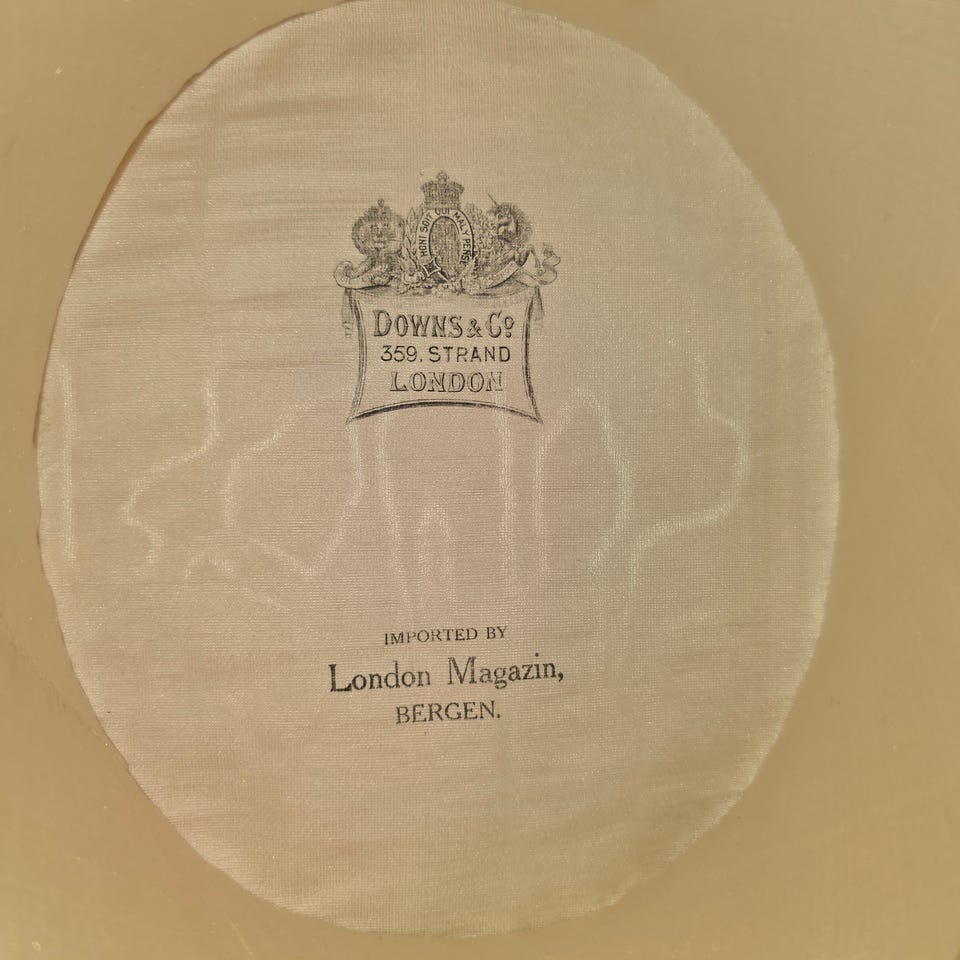 HONI SOIT QUI MAL Y PENSE
DOWNS & Cº
359, STRAND
LONDON
IMPORTED BY
London Magazin,
BERGEN.